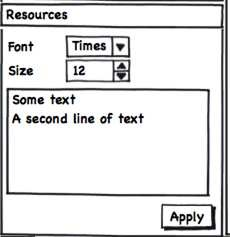 Resources
Font Times
Size 12
Some text
A second line of text
Apply